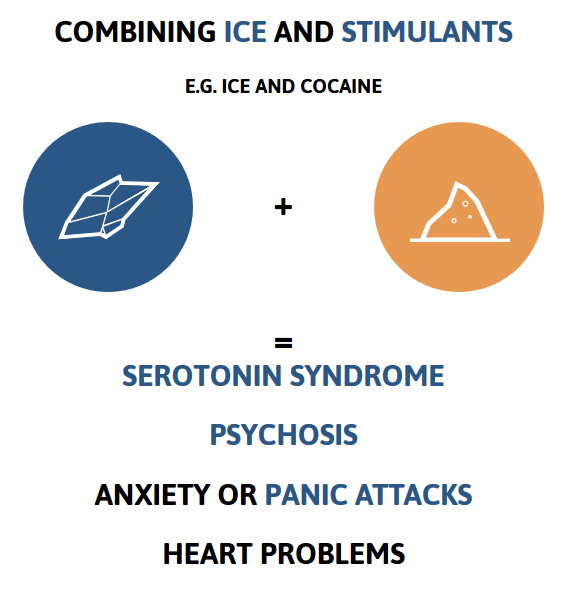 COMBINING ICE AND STIMULANTS
E.G. ICE AND COCAINE
+
=
SEROTONIN SYNDROME
PSYCHOSIS
ANXIETY OR PANIC ATTACKS
HEART PROBLEMS